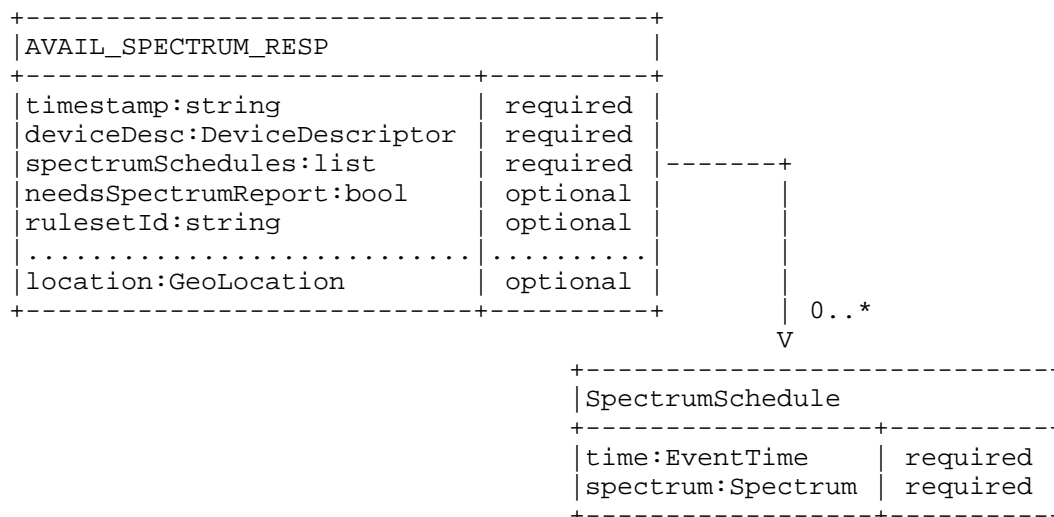 +---------------------------------------+
|AVAIL_SPECTRUM_RESP                    |
+----------------------------+----------+
|timestamp:string            | required |
|deviceDesc:DeviceDescriptor | required |
|spectrumSchedules:list      | required |-------+
|needsSpectrumReport:bool    | optional |       |
|rulesetId:string            | optional |       |
|............................|..........|       |
|location:GeoLocation        | optional |       |
+----------------------------+----------+       | 0..*
                                                V
                                   +------------------------------
                                   |SpectrumSchedule
                                   +------------------+-----------
                                   |time:EventTime    | required
                                   |spectrum:Spectrum | required
                                   +------------------+-----------